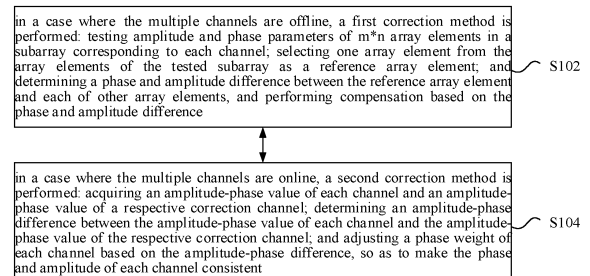 in a case where the multiple channels are offline, a first correction method is
performed: testing amplitude and phase parameters of m*n array elements in a
subarray corresponding to each channel; selecting one array element from the
array elements of the tested subarray as a reference array element; and
determining a phase and amplitude difference between the reference array element
and each of other array elements, and performing compensation based on the
phase and amplitude difference
S102
in a case where the multiple channels are online, a second correction method is
performed: acquiring an amplitude-phase value of each channel and an amplitude-
phase value of a respective correction channel; determining an amplitude-phase
difference between the amplitude-phase value of each channel and the amplitude-
phase value of the respective correction channel; and adjusting a phase weight of
each channel based on the amplitude-phase difference, so as to make the phase
and amplitude of each channel consistent
S104